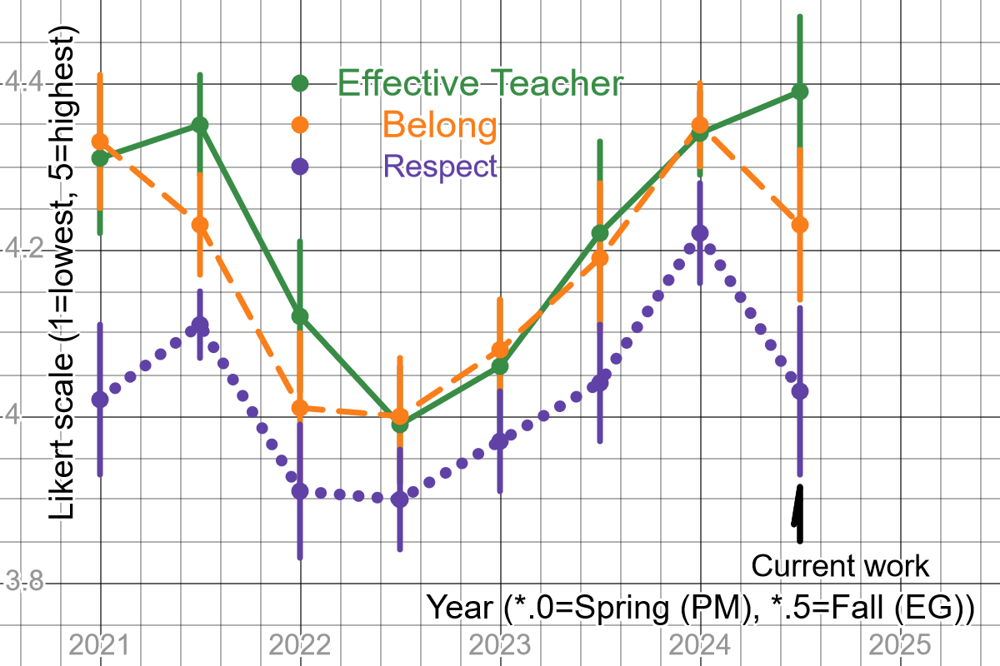 Likert scale (1=lowest, 5=highest)
4.4
4.2
4
3.8
Effective Teacher
Belong
Respect
Current work
Year (*.0=Spring (PM), *.5=Fall (EG))
2021
2022
2023
2024
2025